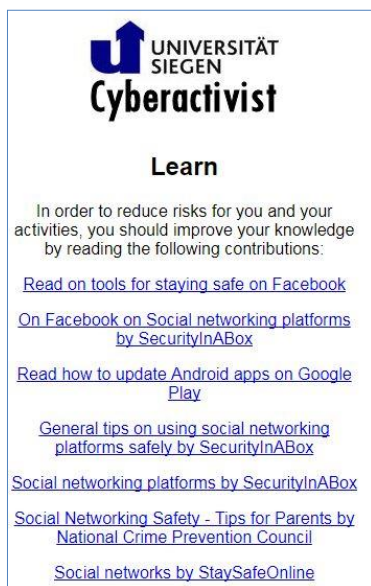 UNIVERSITÄT
SIEGEN
Cyberactivist
Learn
In order to reduce risks for you and your
activities, you should improve your knowledge
by reading the following contributions:
Read on tools for staying safe on Facebook
On Facebook on Social networking platforms
by SecurityInABox
Read how to update Android apps on Google
Play
General tips on using social networking
platforms safely by SecurityInABox
Social networking platforms by SecurityInABox
Social Networking Safety - Tips for Parents by
National Crime Prevention Council
Social networks by StaySafeOnline